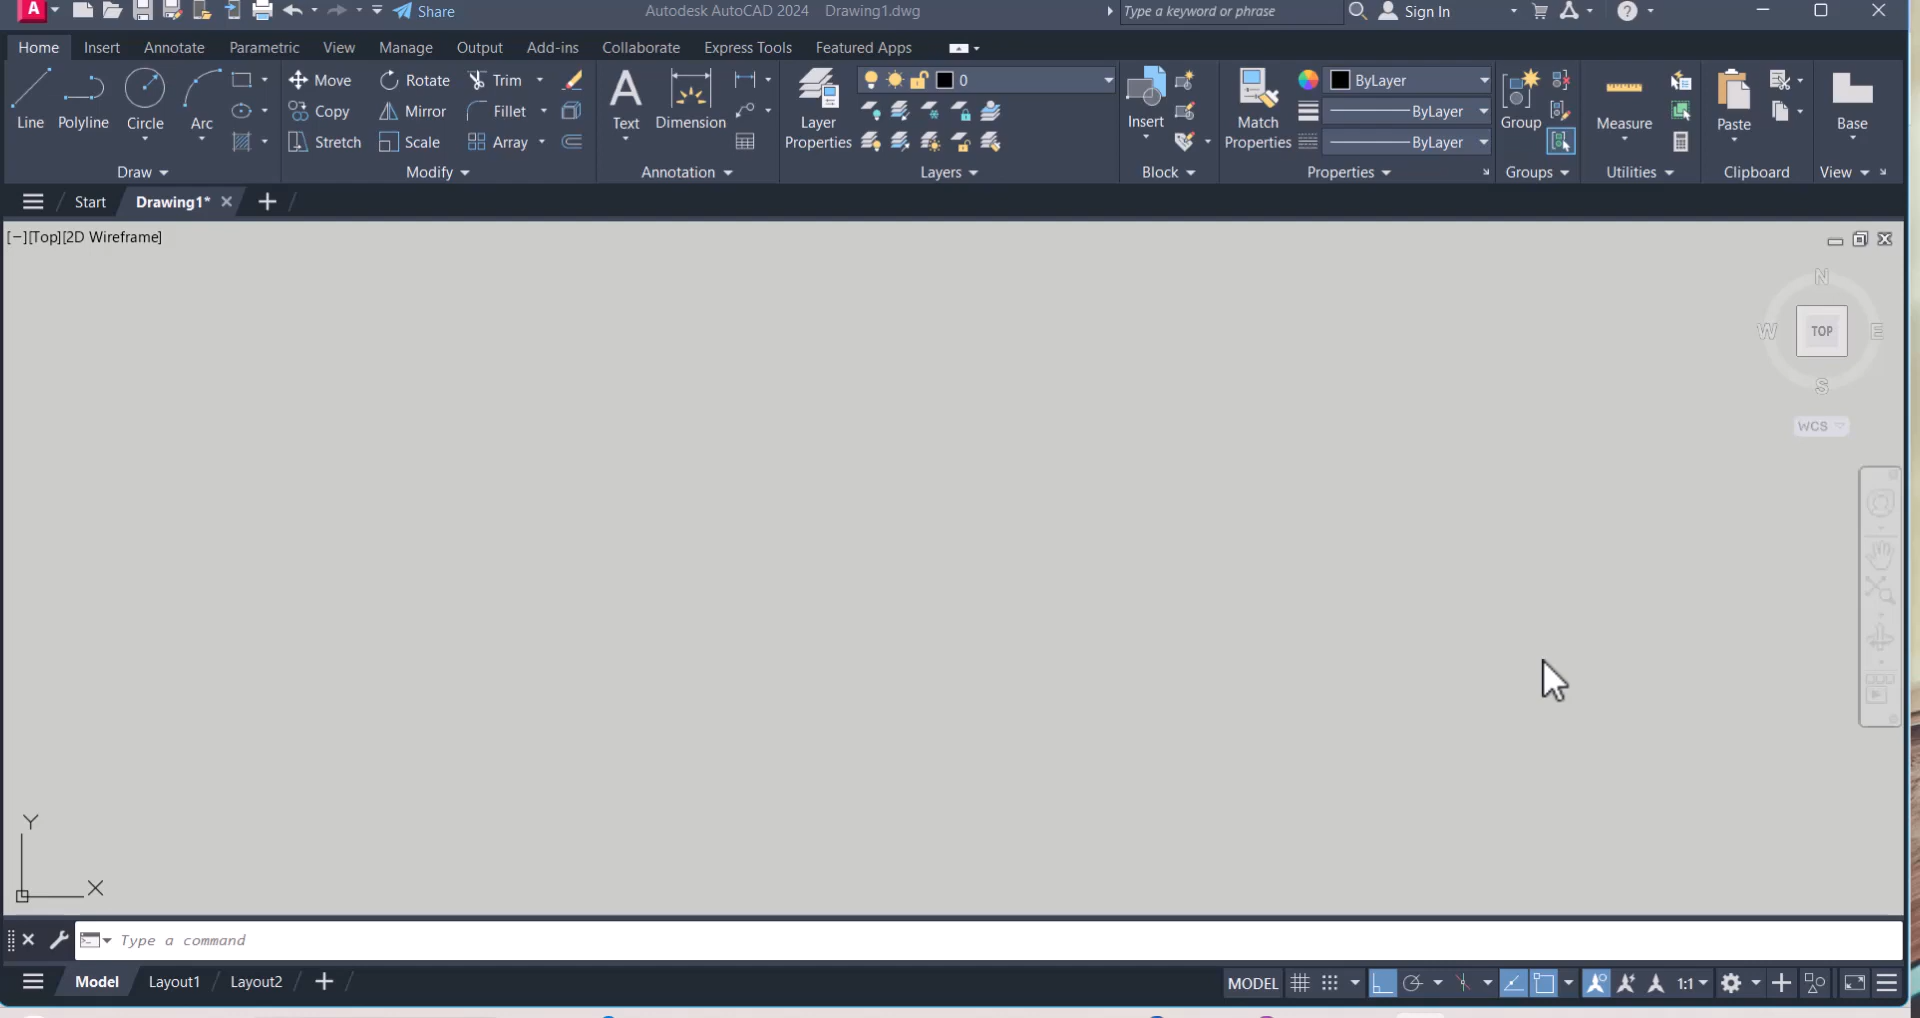 A Share Autodesk AutoCAD 2024 Drawing1.dwg Type a keyword or phrase Sign In ?
Home Insert Annotate Parametric View Manage Output Add-ins Collaborate Express Tools Featured Apps
Line Polyline Circle Arc
Draw
Move Rotate Trim
Copy Mirror Fillet
Stretch Scale Array
Modify
A
Text Dimension
Annotation
Layer
Properties
0
Layers
Insert
Block
Match
Properties
ByLayer
ByLayer
ByLayer
Properties
Group
Groups
Measure
Utilities
Paste
Clipboard
Base
View
Start Drawing1*
[−][Top][2D Wireframe]
N
W TOP E
S
WCS
Y
X
Type a command
Model Layout1 Layout2 MODEL 1:1